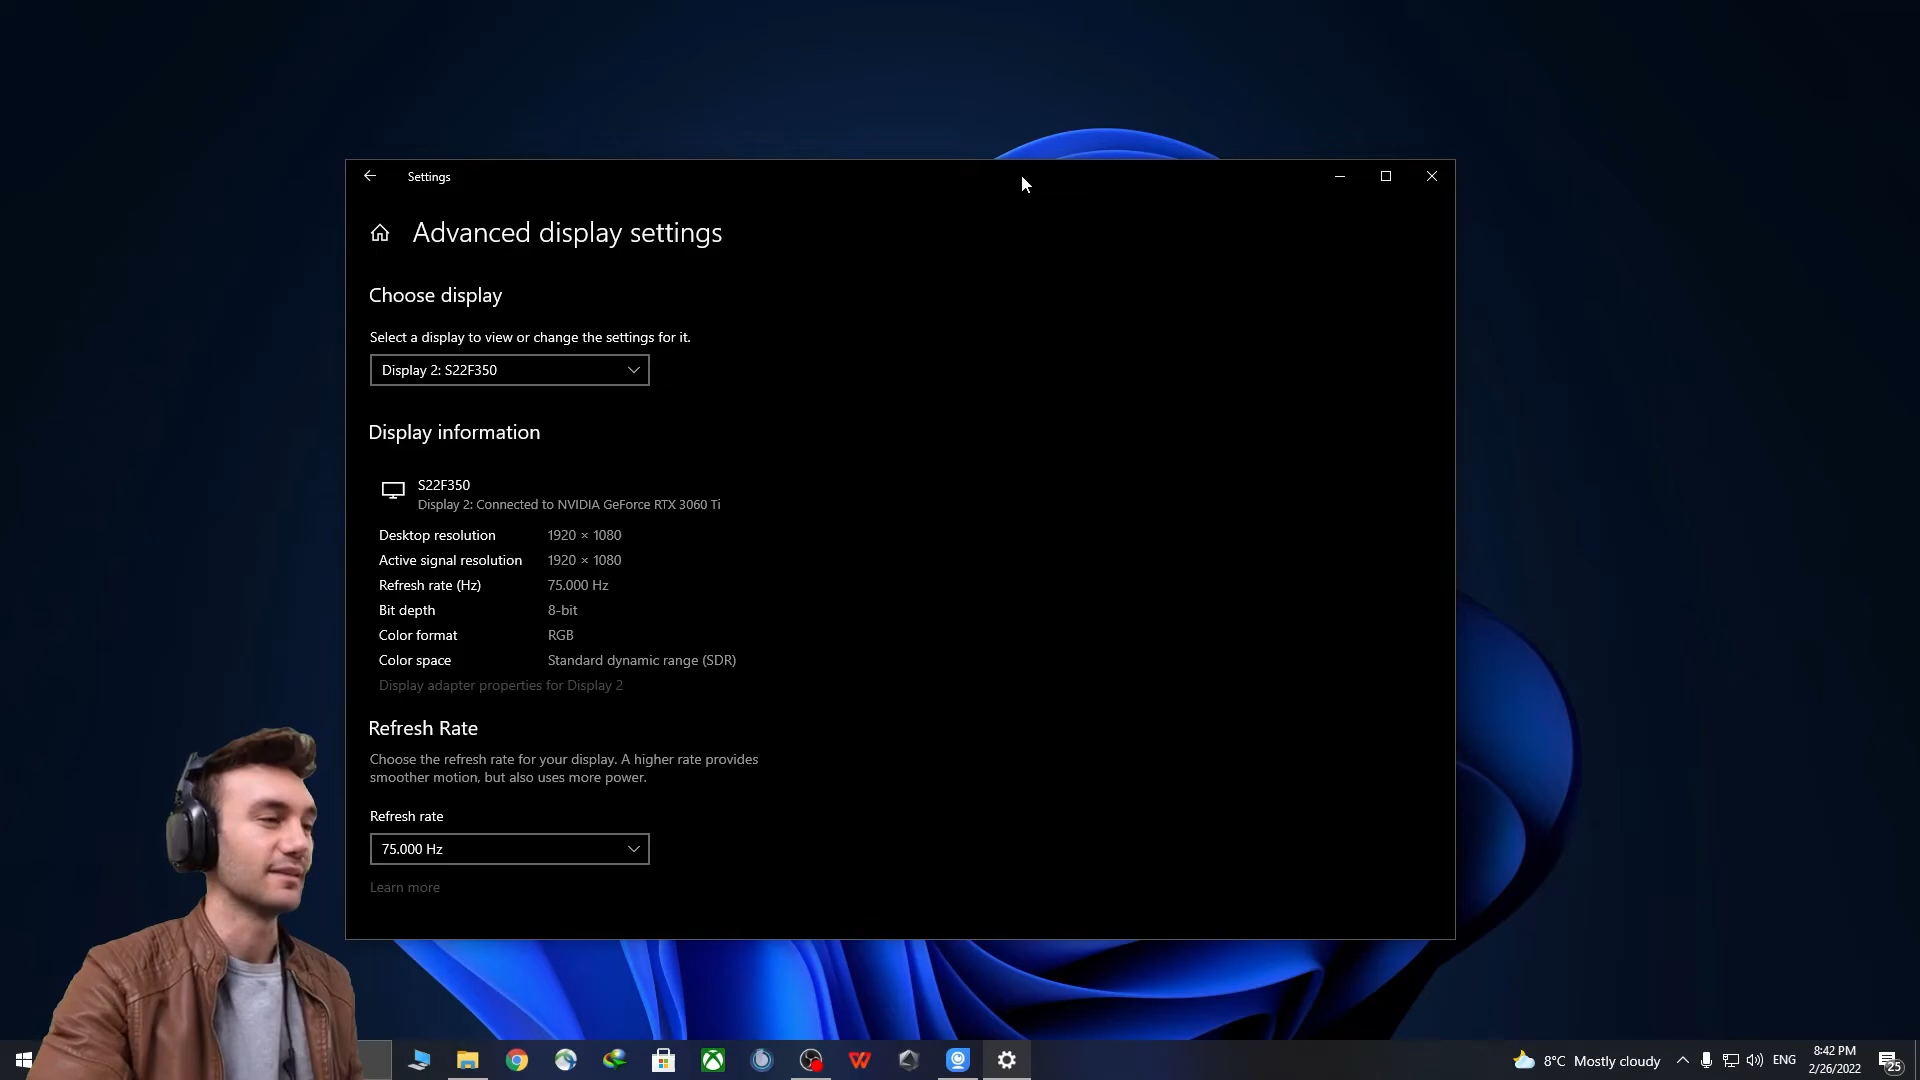 Settings
Advanced display settings
Choose display
Select a display to view or change the settings for it.
Display 2: S22F350
Display information
S22F350
Display 2: Connected to NVIDIA GeForce RTX 3060 Ti
Desktop resolution 1920 × 1080
Active signal resolution 1920 × 1080
Refresh rate (Hz) 75.000 Hz
Bit depth 8-bit
Color format RGB
Color space Standard dynamic range (SDR)
Display adapter properties for Display 2
Refresh Rate
Choose the refresh rate for your display. A higher rate provides
smoother motion, but also uses more power.
Refresh rate
75.000 Hz
Learn more
8°C Mostly cloudy
ENG
8:42 PM
2/26/2022
25